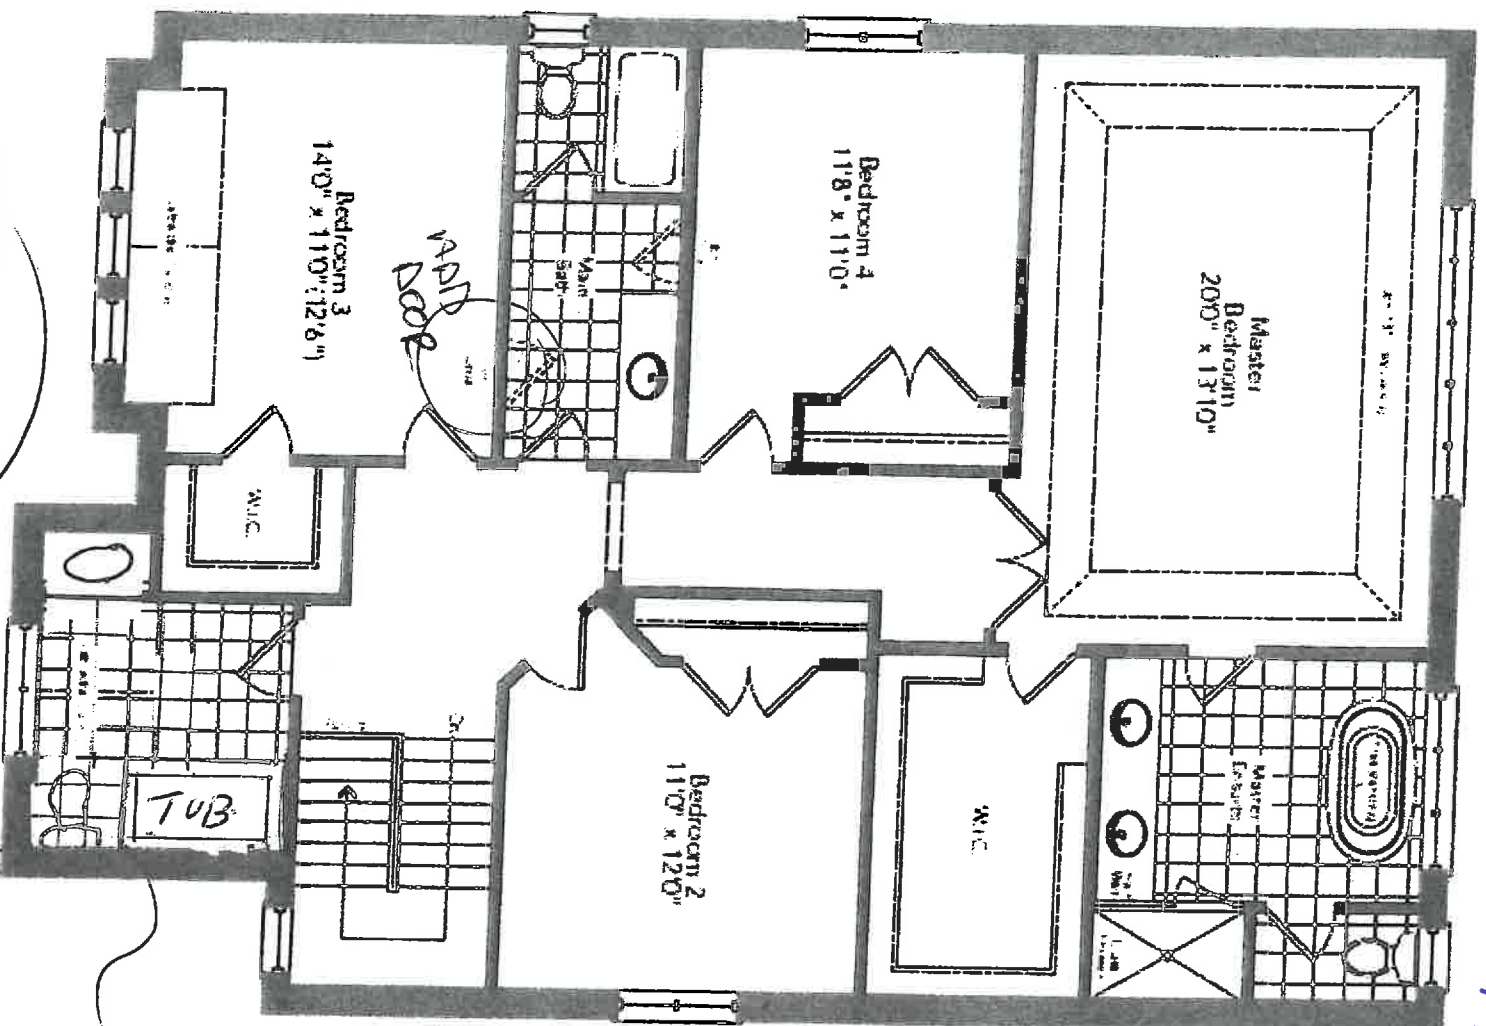 Bedroom 3
14'0" x 11'0" (12'6")
ADD
DOOR
Main
Bath
Bedroom 4
11'8" x 11'0"
Master
Bedroom
20'0" x 13'10"
W.I.C.
TUB
Bedroom 2
11'0" x 12'0"
W.I.C.
Master
Ensuite